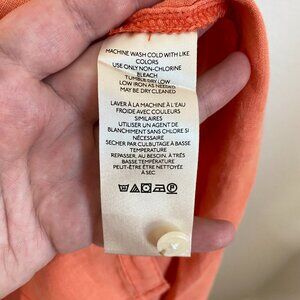 MACHINE WASH COLD WITH LIKE
COLORS
USE ONLY NON-CHLORINE
BLEACH
TUMBLE DRY LOW
LOW IRON AS NEEDED
MAY BE DRY CLEANED
LAVER À LA MACHINE À L'EAU
FROIDE AVEC COULEURS
SIMILAIRES
UTILISER UN AGENT DE
BLANCHIMENT SANS CHLORE SI
NÉCESSAIRE
SECHER PAR CULBUTAGE À BASSE
TEMPERATURE
REPASSER, AU BESOIN, À TRÈS
BASSE TEMPÉRATURE
PEUT-ÊTRE ÊTRE NETTOYÉ
À SEC